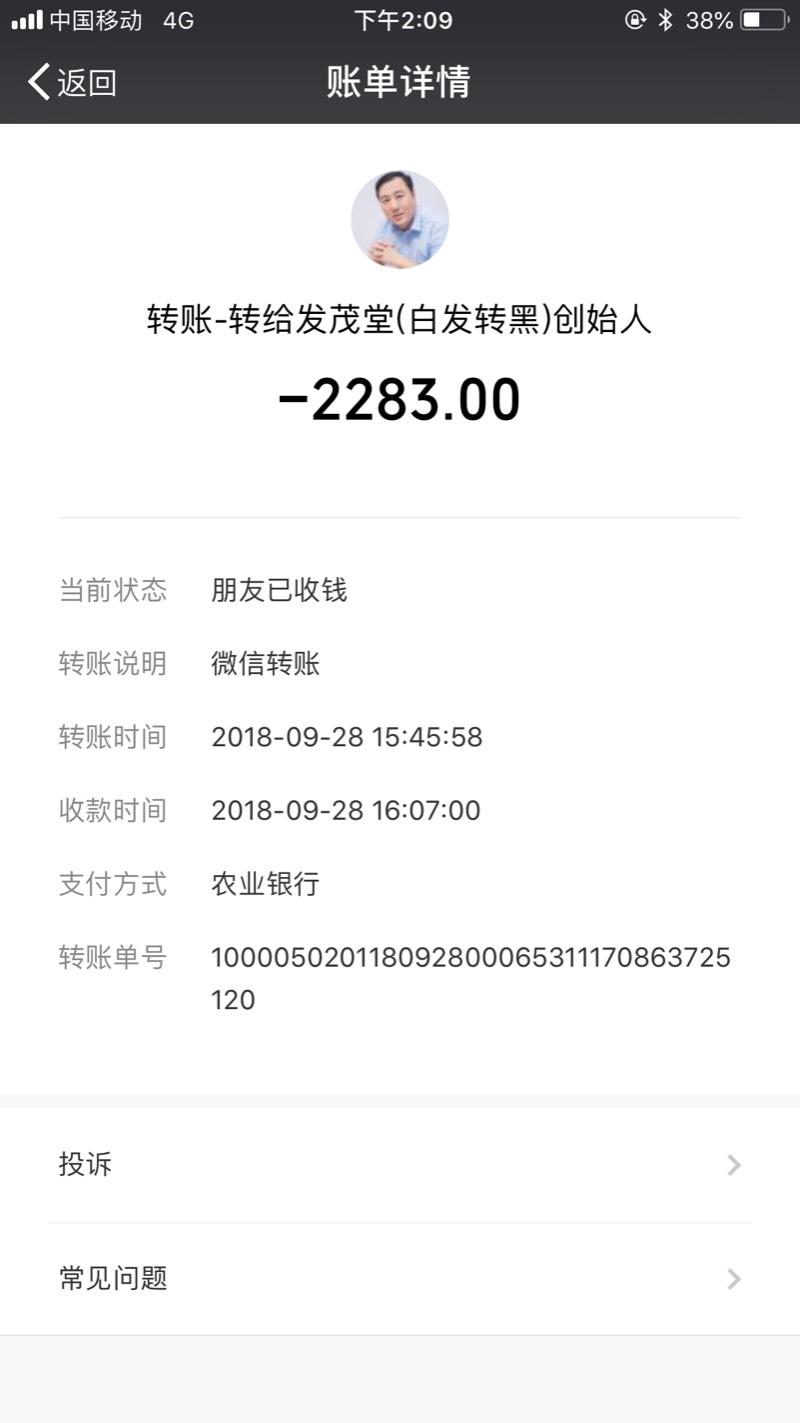 中国移动 4G 下午2:09 38%
返回 账单详情
转账-转给发茂堂(白发转黑)创始人
-2283.00
当前状态 朋友已收钱
转账说明 微信转账
转账时间 2018-09-28 15:45:58
收款时间 2018-09-28 16:07:00
支付方式 农业银行
转账单号 100005020118092800065311170863725
120
投诉
常见问题